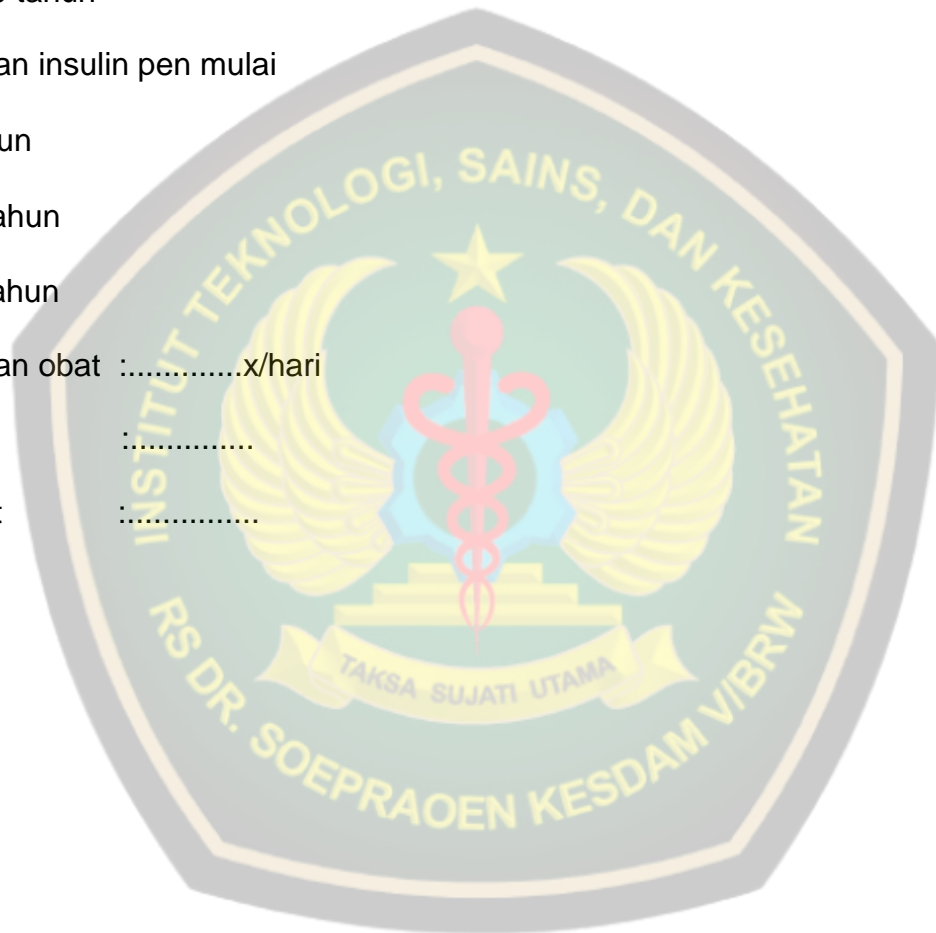 tahun
an insulin pen mulai
un
ahun
ahun
an obat :.............x/hari
:..............
:................
INSTITUT TEKNOLOGI, SAINS, DAN KESEHATAN
TAKSA SUJATI UTAMA
RS DR. SOEPRAOEN KESDAM V/BRW